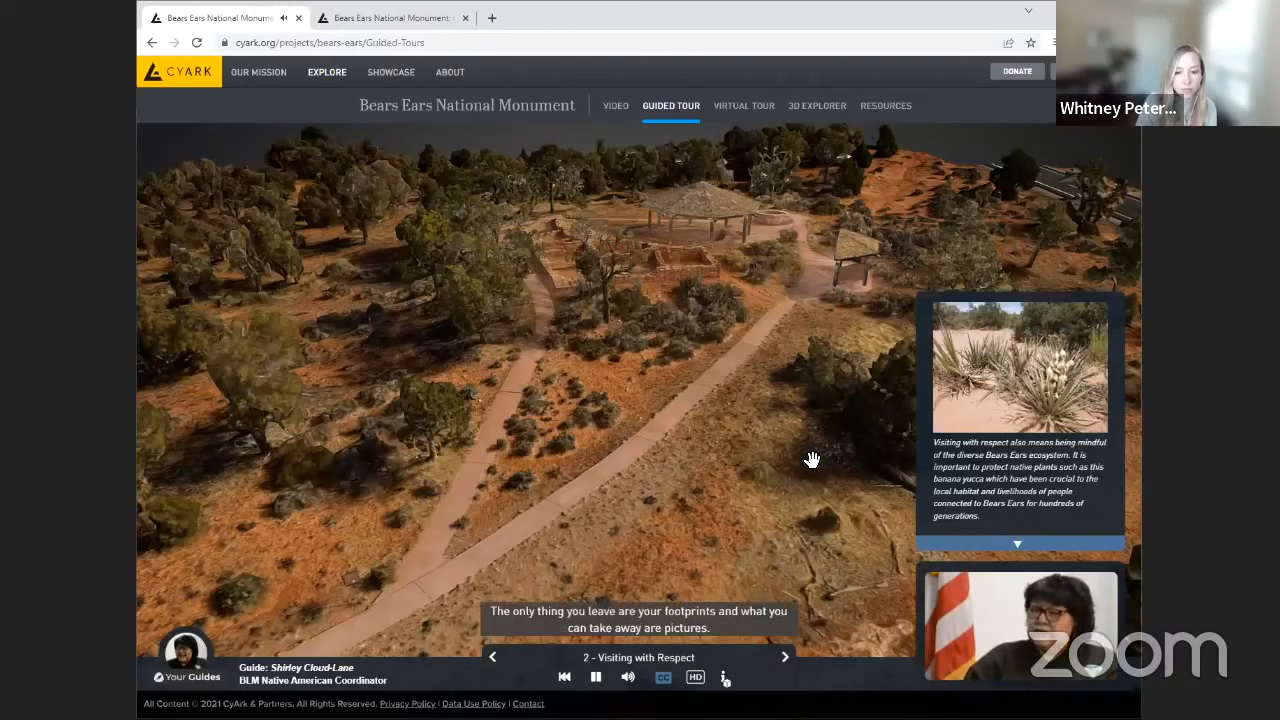 Bears Ears National Monume
Bears Ears National Monument:
cyark.org/projects/bears-ears/Guided-Tours
CYARK
OUR MISSION
EXPLORE
SHOWCASE
ABOUT
DONATE
Whitney Peter...
Bears Ears National Monument
VIDEO
GUIDED TOUR
VIRTUAL TOUR
3D EXPLORER
RESOURCES
Visiting with respect also means being mindful
of the diverse Bears Ears ecosystem. It is
important to protect native plants such as this
banana yucca which have been crucial to the
local habitat and livelihoods of people
connected to Bears Ears for hundreds of
generations.
The only thing you leave are your footprints and what you
can take away are pictures.
2 - Visiting with Respect
CC
HD
Your Guides
Guide: Shirley Cloud-Lane
BLM Native American Coordinator
zoom
All Content © 2021 CyArk & Partners. All Rights Reserved. Privacy Policy | Data Use Policy | Contact